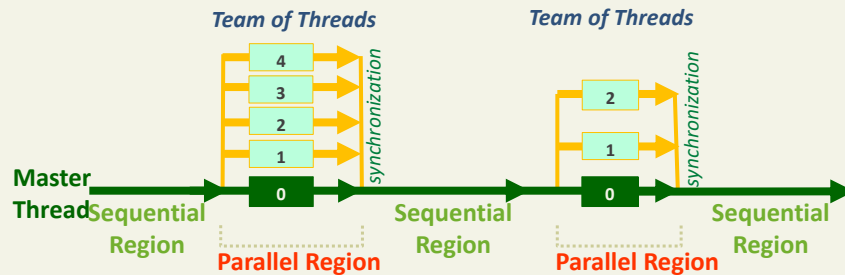 Team of Threads
Team of Threads
4
3
2
1
0
synchronization
2
1
0
synchronization
Master
Thread
Sequential
Region
Parallel Region
Sequential
Region
Parallel Region
Sequential
Region